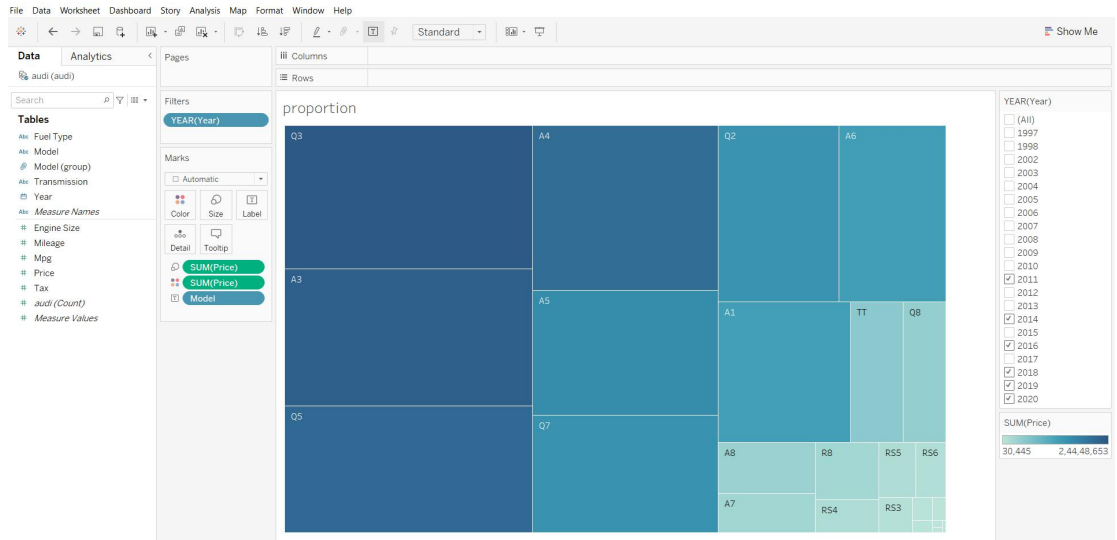 File Data Worksheet Dashboard Story Analysis Map Format Window Help
Standard
Show Me
Data Analytics
audi (audi)
Search
Tables
Abc Fuel Type
Abc Model
Model (group)
Abc Transmission
Year
Abc Measure Names
# Engine Size
# Mileage
# Mpg
# Price
# Tax
# audi (Count)
# Measure Values
Pages
Filters
YEAR(Year)
Marks
Automatic
Color Size Label
Detail Tooltip
SUM(Price)
SUM(Price)
Model
Columns
Rows
proportion
Q3
A3
Q5
A4
A5
Q7
Q2
A6
A1
TT
Q8
A8
A7
R8
RS4
RS5
RS6
RS3
YEAR(Year)
(All)
1997
1998
2002
2003
2004
2005
2006
2007
2008
2009
2010
2011
2012
2013
2014
2015
2016
2017
2018
2019
2020
SUM(Price)
30,445 2,44,48,653